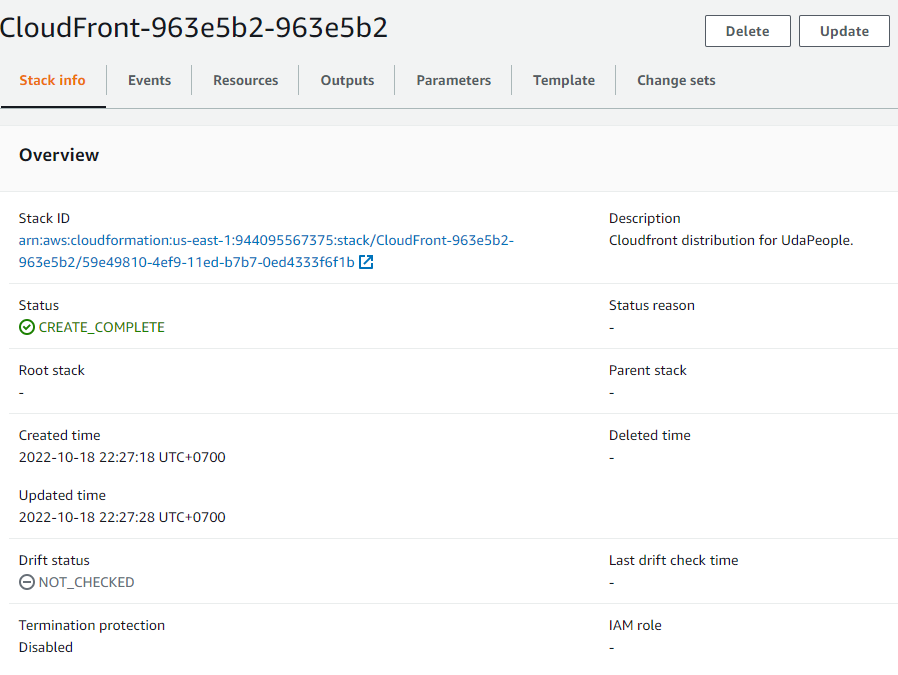 CloudFront-963e5b2-963e5b2
Delete
Update
Stack info
Events
Resources
Outputs
Parameters
Template
Change sets
Overview
Stack ID
arn:aws:cloudformation:us-east-1:944095567375:stack/CloudFront-963e5b2-
963e5b2/59e49810-4ef9-11ed-b7b7-0ed4333f6f1b
Description
Cloudfront distribution for UdaPeople.
Status
CREATE_COMPLETE
Status reason
-
Root stack
-
Parent stack
-
Created time
2022-10-18 22:27:18 UTC+0700
Deleted time
-
Updated time
2022-10-18 22:27:28 UTC+0700
Drift status
NOT_CHECKED
Last drift check time
-
Termination protection
Disabled
IAM role
-